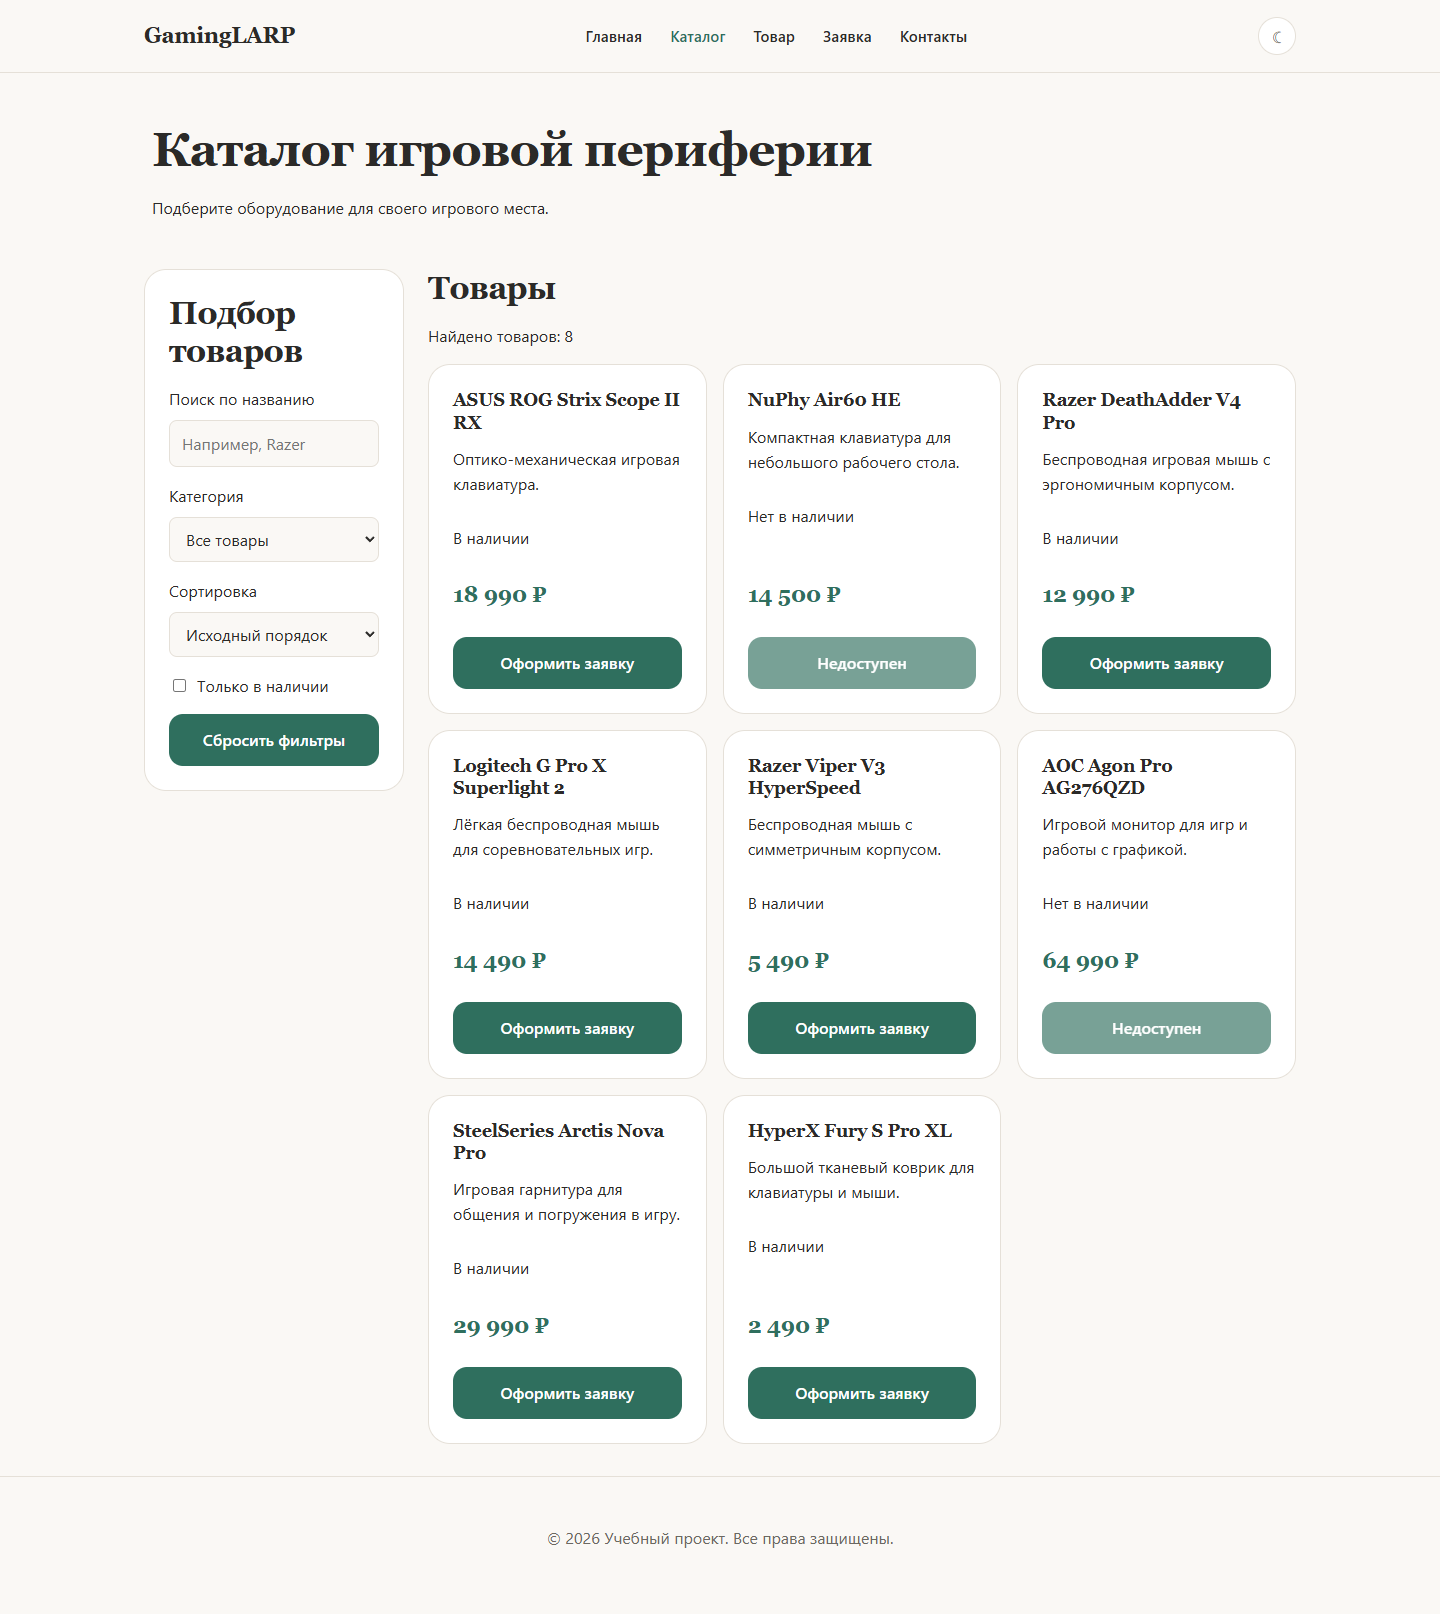 GamingLARP
Главная
Каталог
Товар
Заявка
Контакты
Каталог игровой периферии
Подберите оборудование для своего игрового места.
Подбор
товаров
Поиск по названию
Например, Razer
Категория
Все товары
Сортировка
Исходный порядок
Только в наличии
Сбросить фильтры
Товары
Найдено товаров: 8
ASUS ROG Strix Scope II
RX
Оптико-механическая игровая
клавиатура.
В наличии
18 990 ₽
Оформить заявку
NuPhy Air60 HE
Компактная клавиатура для
небольшого рабочего стола.
Нет в наличии
14 500 ₽
Недоступен
Razer DeathAdder V4
Pro
Беспроводная игровая мышь с
эргономичным корпусом.
В наличии
12 990 ₽
Оформить заявку
Logitech G Pro X
Superlight 2
Лёгкая беспроводная мышь
для соревновательных игр.
В наличии
14 490 ₽
Оформить заявку
Razer Viper V3
HyperSpeed
Беспроводная мышь с
симметричным корпусом.
В наличии
5 490 ₽
Оформить заявку
AOC Agon Pro
AG276QZD
Игровой монитор для игр и
работы с графикой.
Нет в наличии
64 990 ₽
Недоступен
SteelSeries Arctis Nova
Pro
Игровая гарнитура для
общения и погружения в игру.
В наличии
29 990 ₽
Оформить заявку
HyperX Fury S Pro XL
Большой тканевый коврик для
клавиатуры и мыши.
В наличии
2 490 ₽
Оформить заявку
© 2026 Учебный проект. Все права защищены.